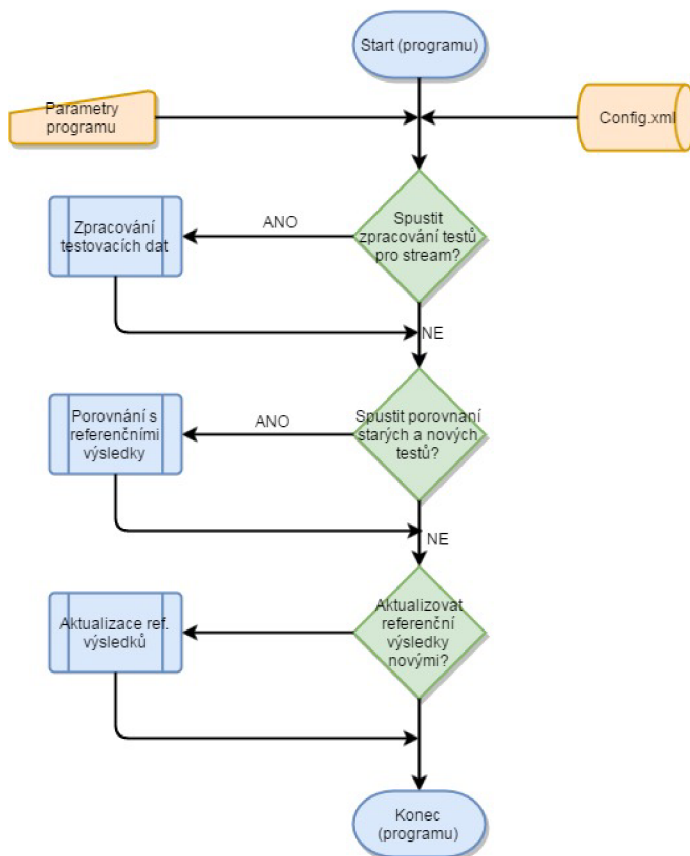 Start (programu)
Parametry
programu
Config.xml
Spustit
zpracování testů
pro stream?
ANO
Zpracování
testovacích dat
NE
Spustit porovnaní
starých a nových
testů?
ANO
Porovnání s
referenčními
výsledky
NE
Aktualizovat
referenční
výsledky
novými?
Aktualizace ref.
výsledků
Konec
(programu)